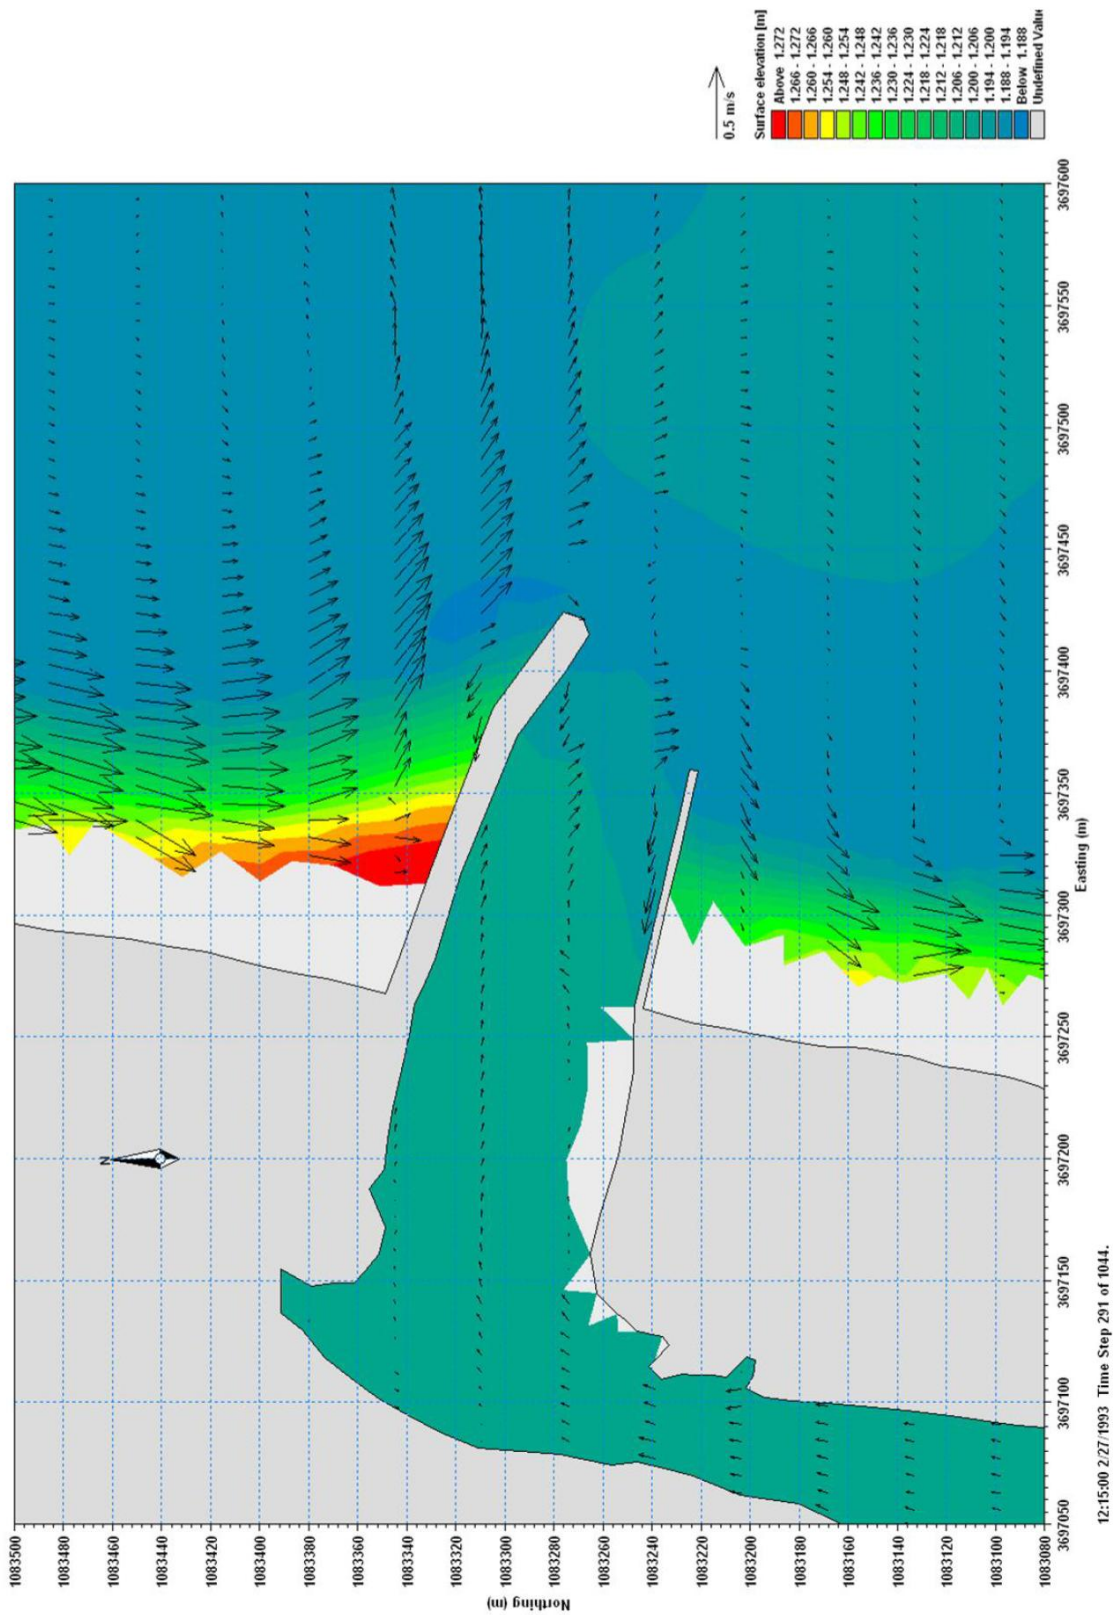 1083500
1083480
1083460
1083440
1083420
1083400
1083380
1083360
1083340
1083320
1083300
1083280
1083260
1083240
1083220
1083200
1083180
1083160
1083140
1083120
1083100
1083080
Northing (m)
N
3697050
3697100
3697150
3697200
3697250
3697300
3697350
3697400
3697450
3697500
3697550
3697600
Easting (m)
0.5 m/s
Surface elevation [m]
Above 1.272
1.266 - 1.272
1.260 - 1.266
1.254 - 1.260
1.248 - 1.254
1.242 - 1.248
1.236 - 1.242
1.230 - 1.236
1.224 - 1.230
1.218 - 1.224
1.212 - 1.218
1.206 - 1.212
1.200 - 1.206
1.194 - 1.200
1.188 - 1.194
Below 1.188
Undefined Valu
12:15:00 2/27/1993 Time Step 291 of 1044.